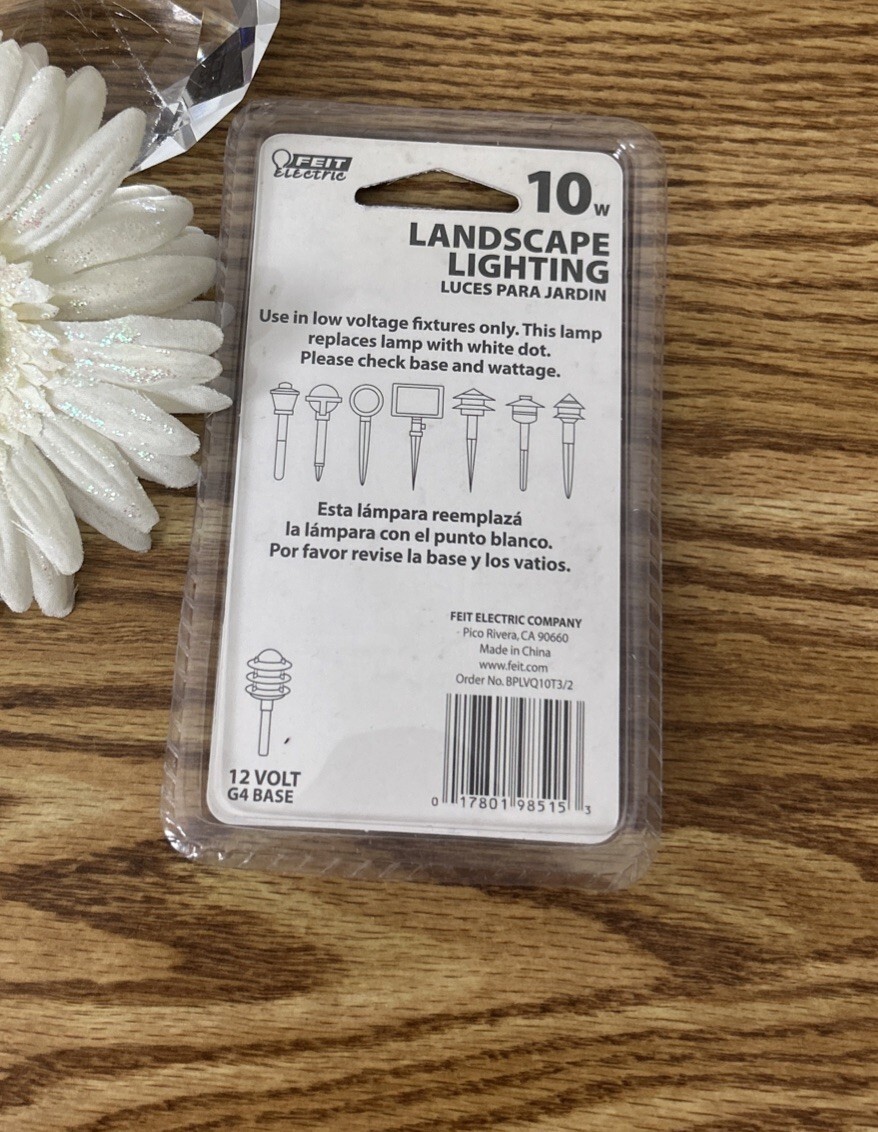 FEIT
ELECTRIC
10W
LANDSCAPE
LIGHTING
LUCES PARA JARDIN
Use in low voltage fixtures only. This lamp
replaces lamp with white dot.
Please check base and wattage.
Esta lámpara reemplazá
la lámpara con el punto blanco.
Por favor revise la base y los vatios.
FEIT ELECTRIC COMPANY
Pico Rivera, CA 90660
Made in China
www.feit.com
Order No. BPLVQ10T3/2
12 VOLT
G4 BASE
0 17801 98515 3